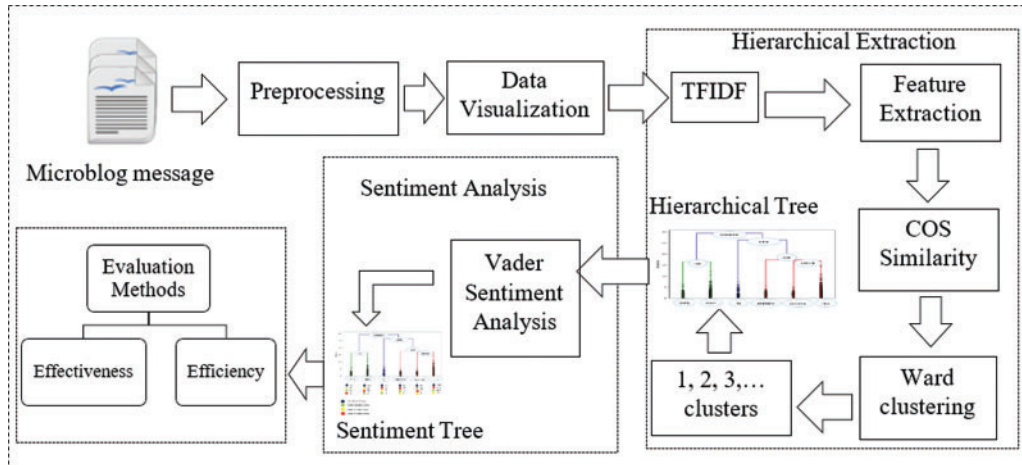 Hierarchical Extraction
Microblog message
Preprocessing
Data
Visualization
TFIDF
Feature
Extraction
COS
Similarity
Ward
clustering
1, 2, 3,...
clusters
Hierarchical Tree
Sentiment Analysis
Vader
Sentiment
Analysis
Sentiment Tree
Evaluation
Methods
Effectiveness
Efficiency